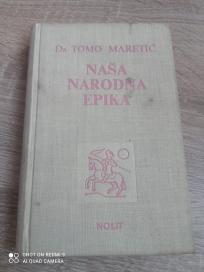 Dr TOMO MARETIĆ
NAŠA
NARODNA
EPIKA
NOLIT
SHOT ON REDMI 9
AI QUAD CAMERA